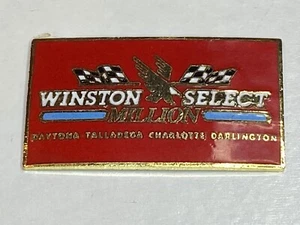 WINSTON SELECT
MILLION
DAYTONA TALLADEGA CHARLOTTE DARLINGTON